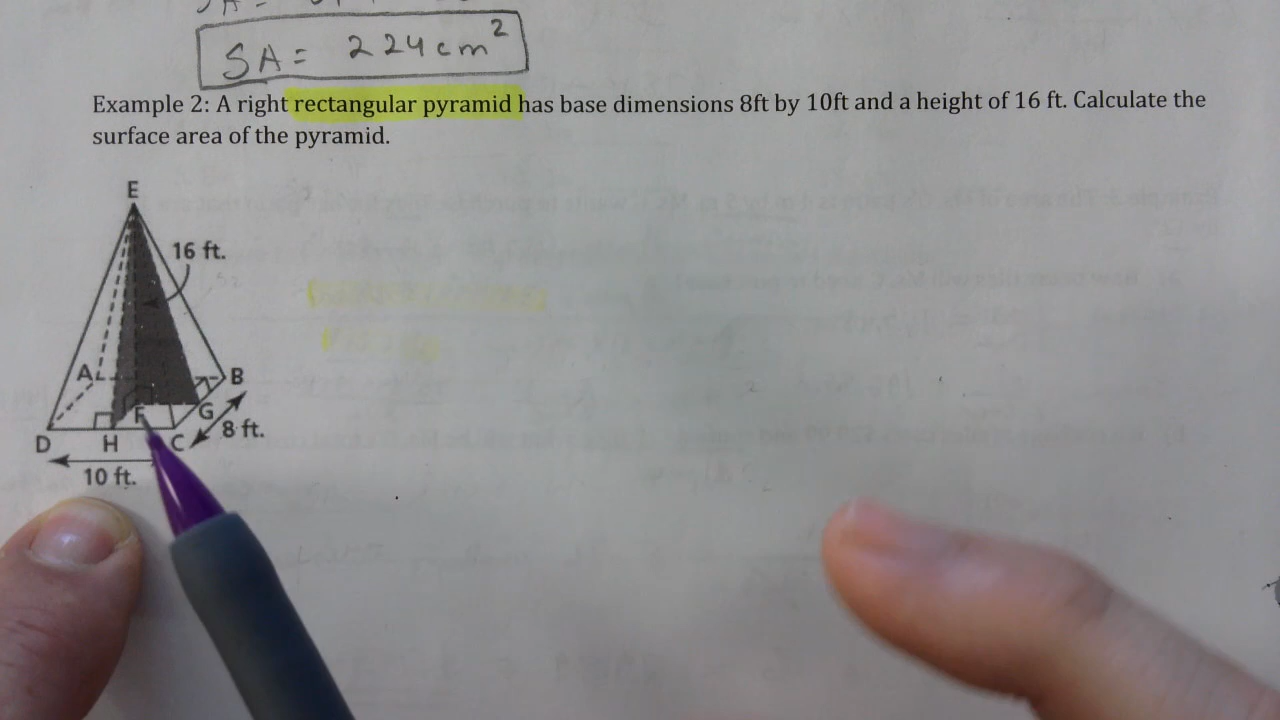 SA = 224 cm²
Example 2: A right rectangular pyramid has base dimensions 8ft by 10ft and a height of 16 ft. Calculate the
surface area of the pyramid.
E
16 ft.
A
B
F
G
8 ft.
D
H
C
10 ft.